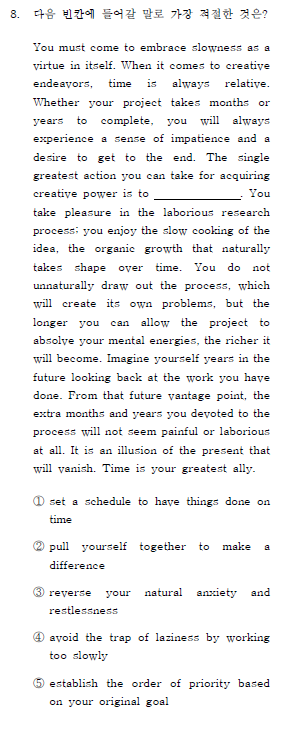 8. 다음 빈칸에 들어갈 말로 가장 적절한 것은?
You must come to embrace slowness as a
virtue in itself. When it comes to creative
endeavors, time is always relative.
Whether your project takes months or
years to complete, you will always
experience a sense of impatience and a
desire to get to the end. The single
greatest action you can take for acquiring
creative power is to ______________. You
take pleasure in the laborious research
process; you enjoy the slow cooking of the
idea, the organic growth that naturally
takes shape over time. You do not
unnaturally draw out the process, which
will create its own problems, but the
longer you can allow the project to
absolve your mental energies, the richer it
will become. Imagine yourself years in the
future looking back at the work you have
done. From that future vantage point, the
extra months and years you devoted to the
process will not seem painful or laborious
at all. It is an illusion of the present that
will vanish. Time is your greatest ally.
① set a schedule to have things done on
time
② pull yourself together to make a
difference
③ reverse your natural anxiety and
restlessness
④ avoid the trap of laziness by working
too slowly
⑤ establish the order of priority based
on your original goal